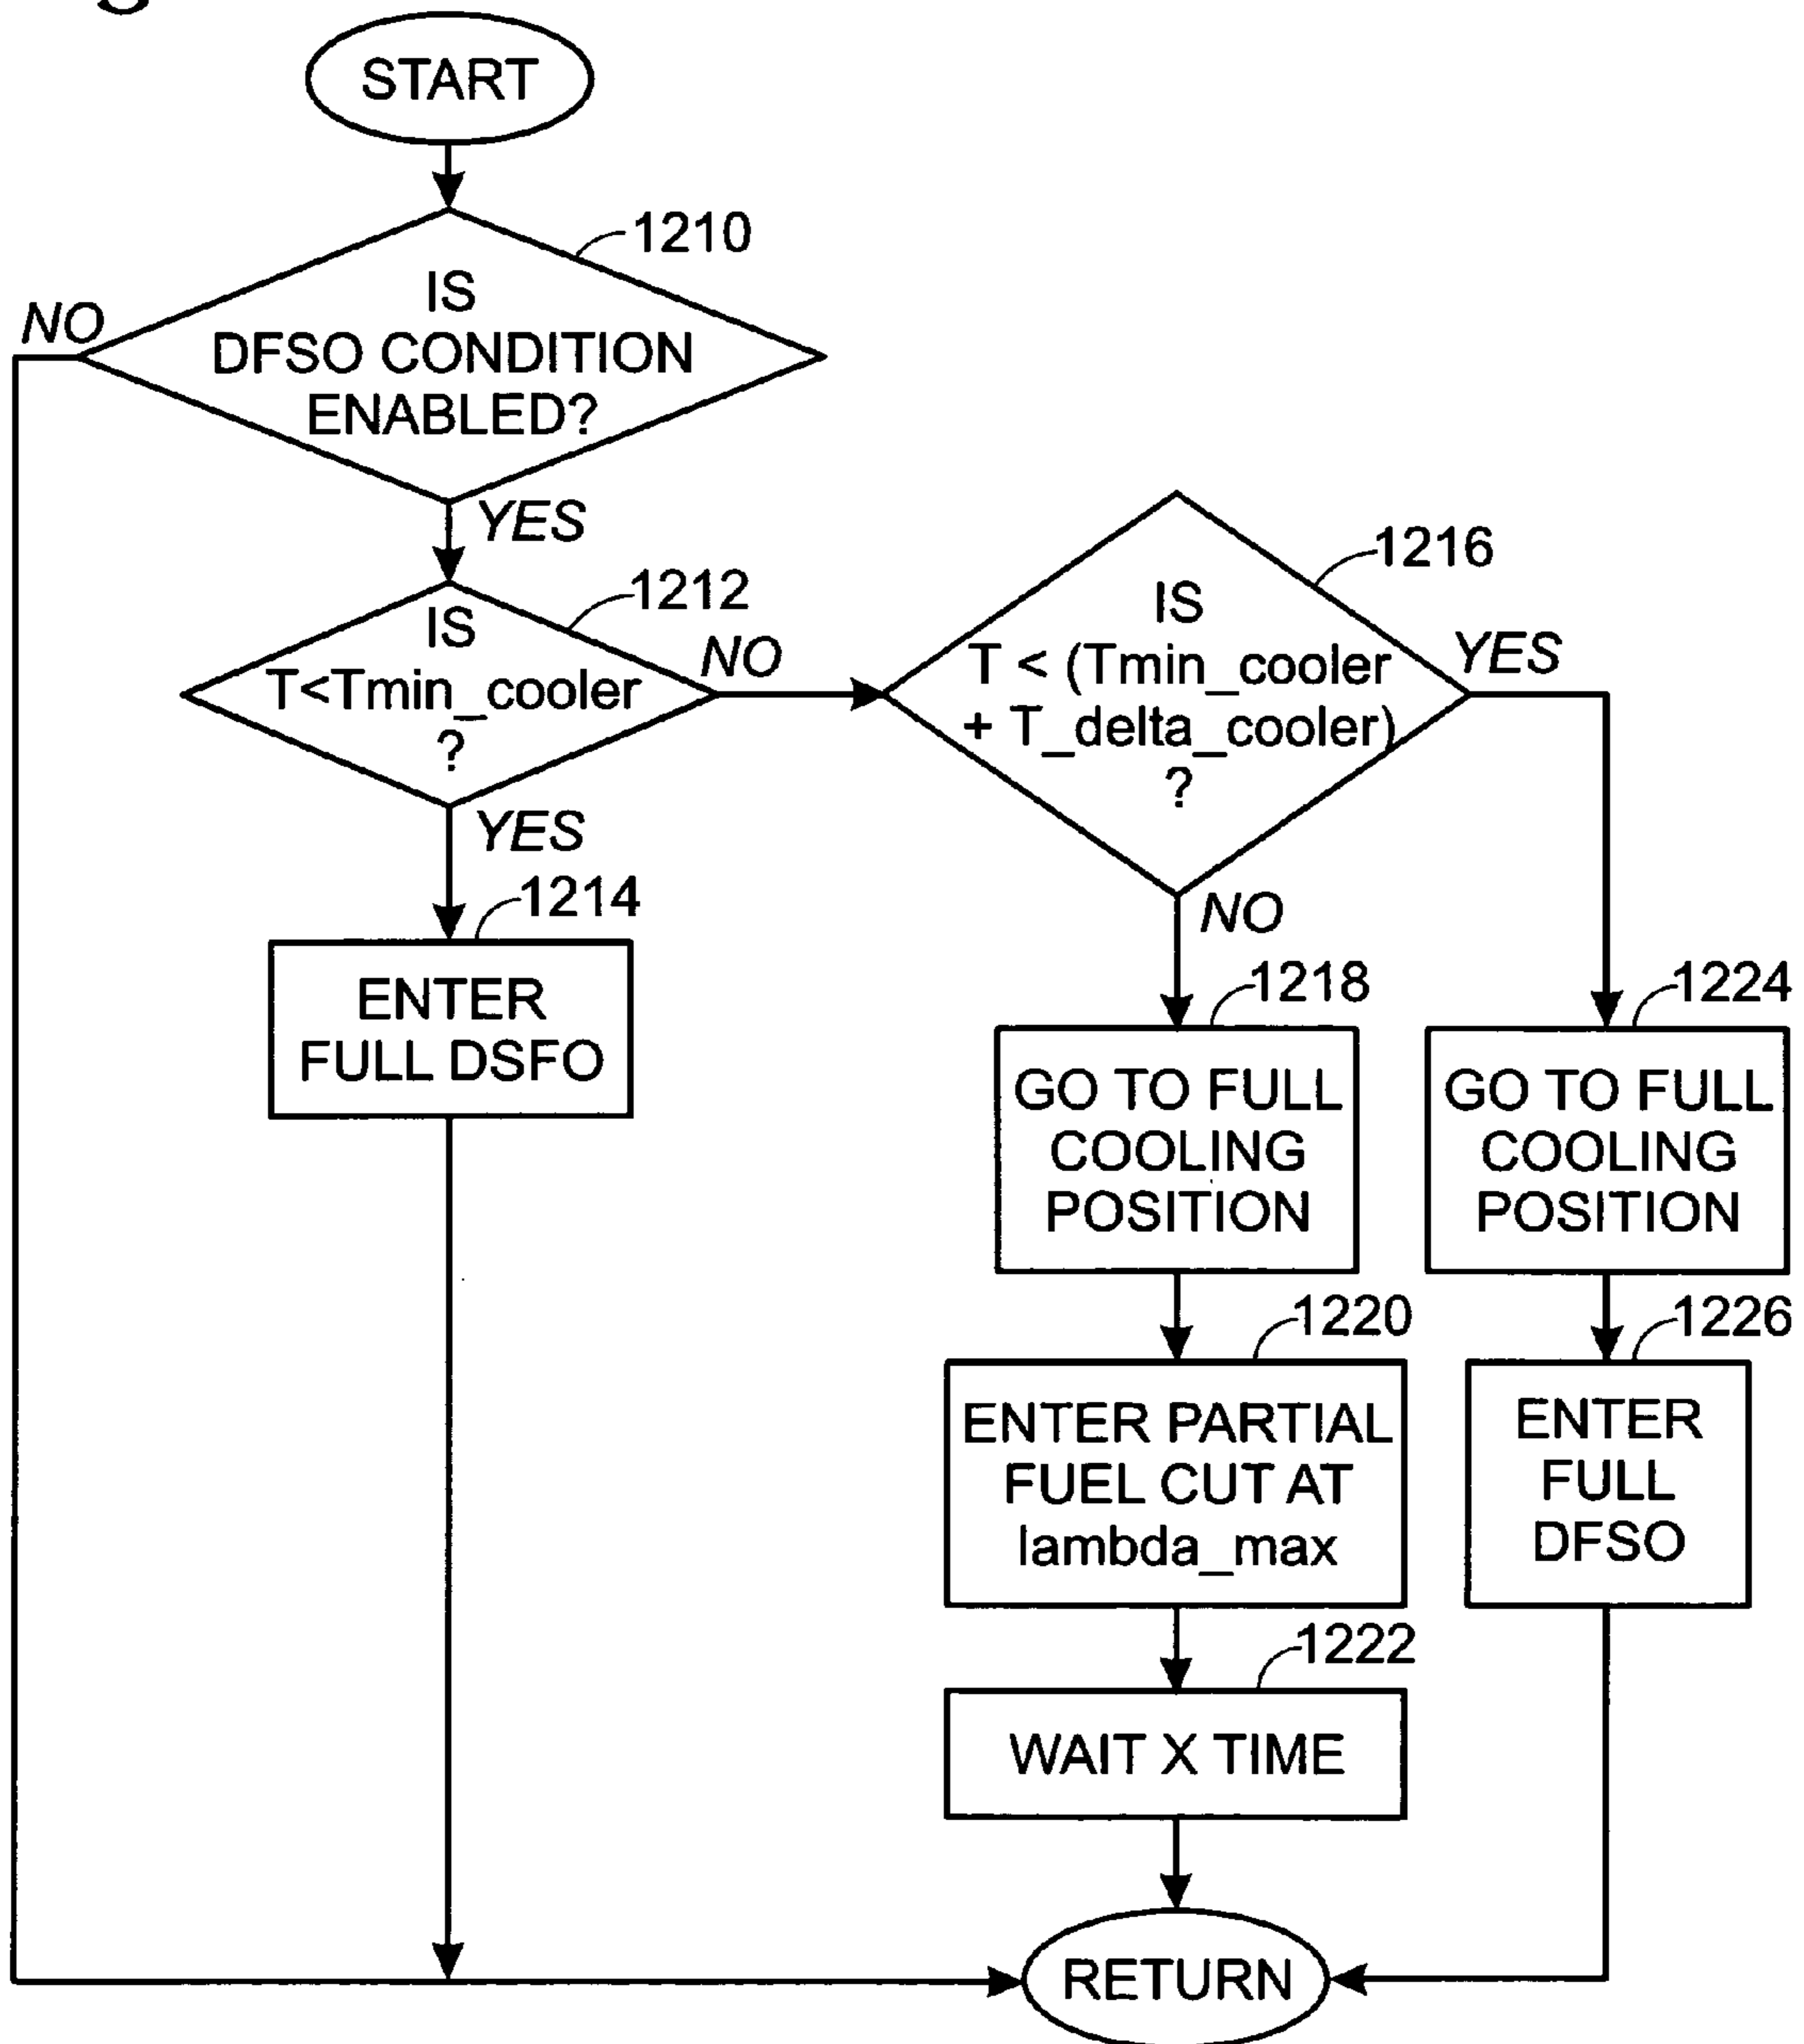 START
1210
IS
DFSO CONDITION
ENABLED?
NO
YES
1212
IS
T<Tmin_cooler
?
NO
YES
1214
ENTER
FULL DSFO
1216
IS
T < (Tmin_cooler
+ T_delta_cooler)
?
YES
NO
1218
GO TO FULL
COOLING
POSITION
1220
ENTER PARTIAL
FUEL CUT AT
lambda_max
1222
WAIT X TIME
1224
GO TO FULL
COOLING
POSITION
1226
ENTER
FULL
DFSO
RETURN